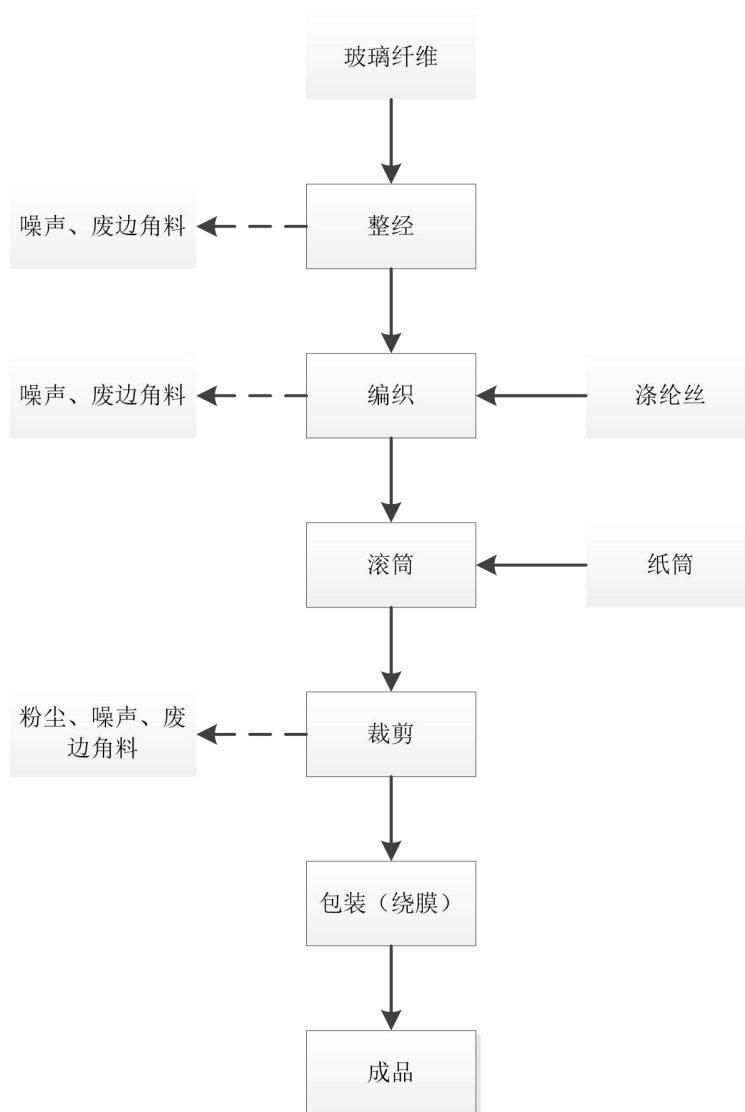 玻璃纤维
噪声、废边角料
整经
噪声、废边角料
编织
涤纶丝
滚筒
纸筒
粉尘、噪声、废
边角料
裁剪
包装（绕膜）
成品